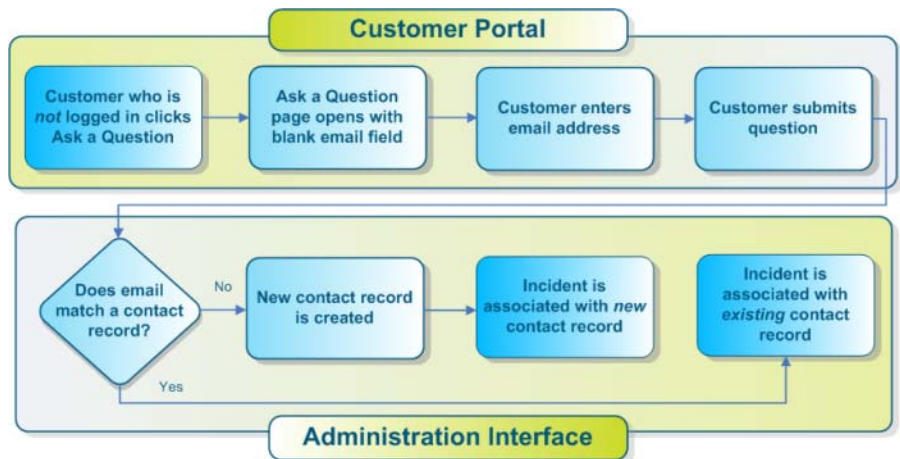 Customer Portal
Customer who is
not logged in clicks
Ask a Question
Ask a Question
page opens with
blank email field
Customer enters
email address
Customer submits
question
Does email
match a contact
record?
No
Yes
New contact record
is created
Incident is
associated with new
contact record
Incident is
associated with
existing contact
record
Administration Interface